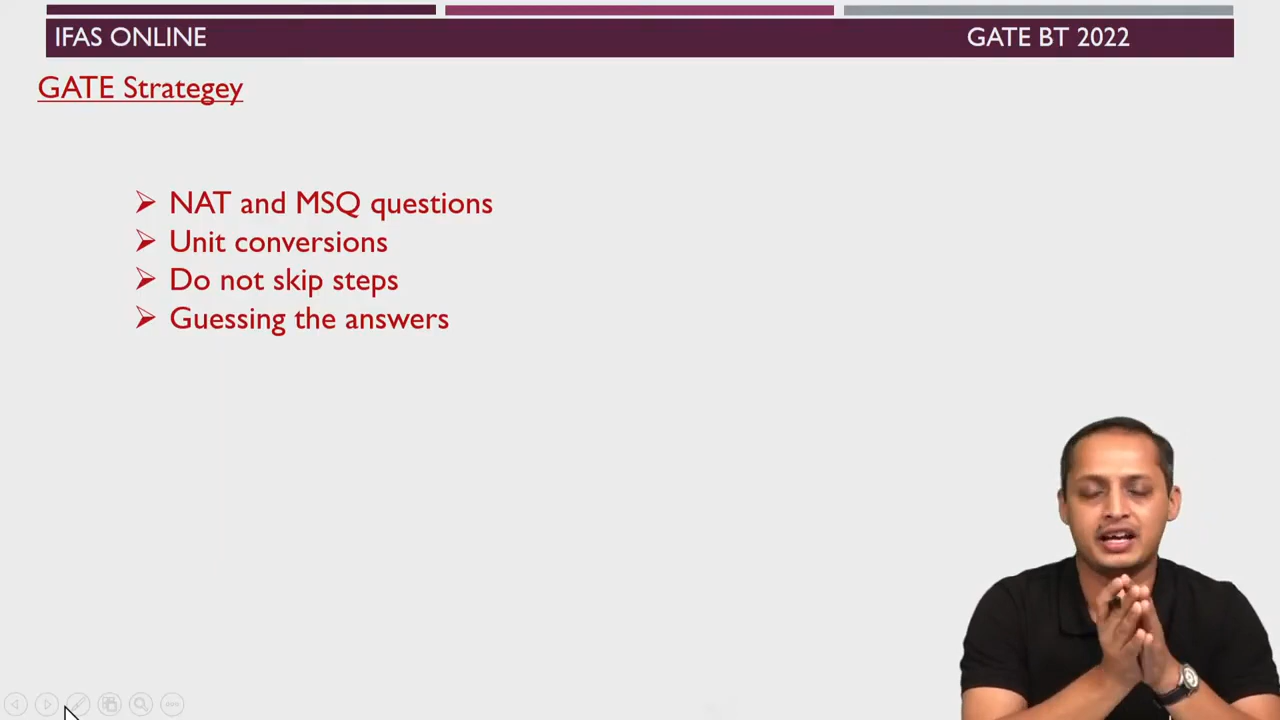 IFAS ONLINE
GATE BT 2022
GATE Strategey
NAT and MSQ questions
Unit conversions
Do not skip steps
Guessing the answers